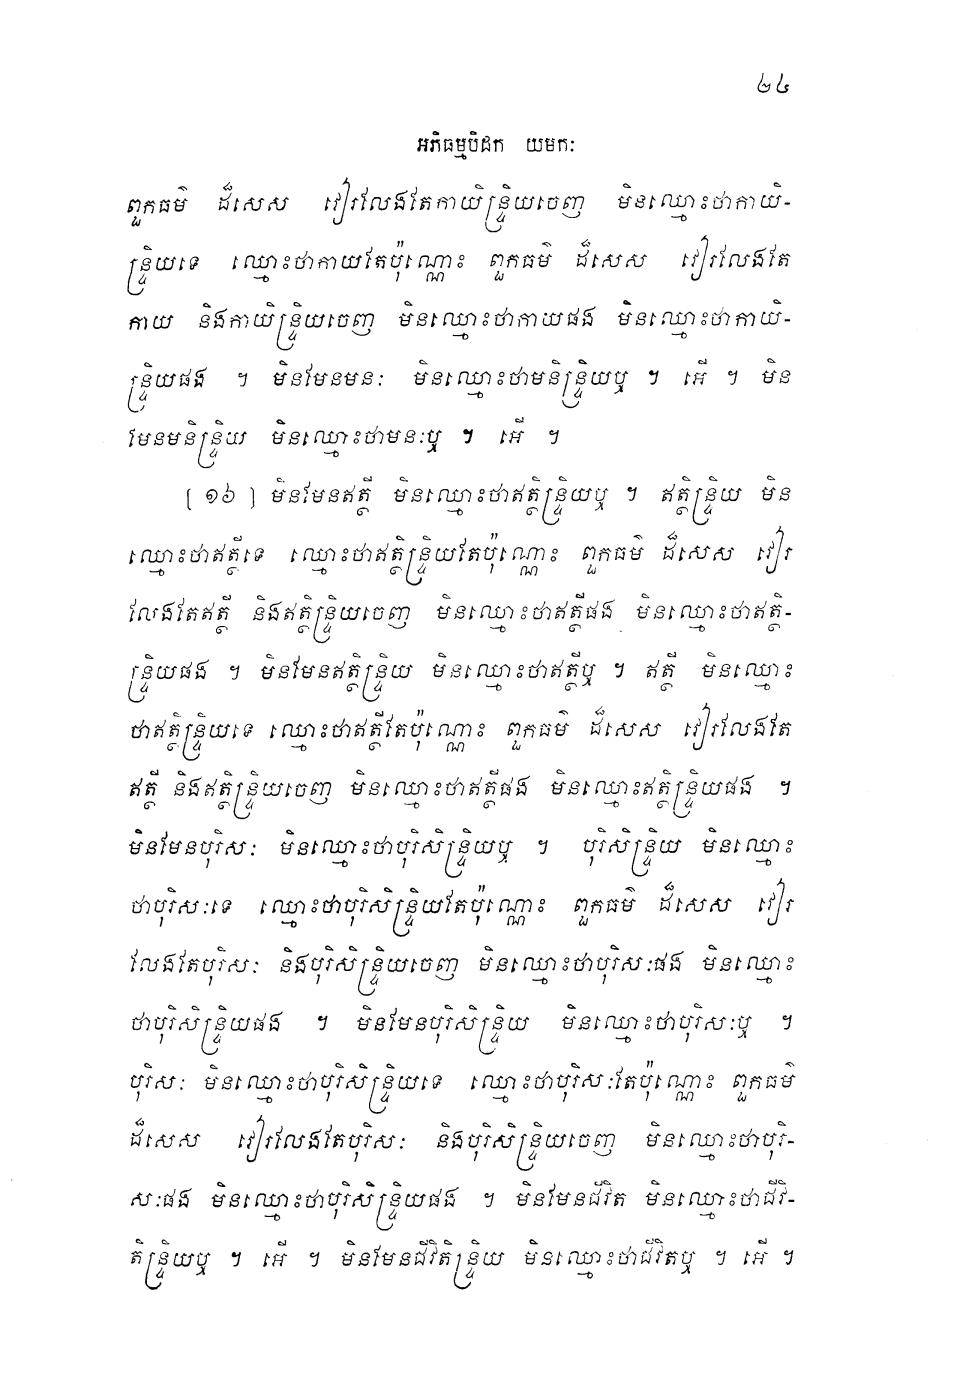 ២៤
អភិធម្មបិដក យមកៈ
ពួកធម៌ ដ៏សេស វៀរលែងតែកាយិន្ទ្រិយចេញ មិនឈ្មោះថាកាយិ-
ន្ទ្រិយទេ ឈ្មោះថាកាយតែប៉ុណ្ណោះ ពួកធម៌ ដ៏សេស វៀរលែងតែ
កាយ និងកាយិន្ទ្រិយចេញ មិនឈ្មោះថាកាយផង មិនឈ្មោះថាកាយិ-
ន្ទ្រិយផង ។ មិនមែនមនៈ មិនឈ្មោះថាមនិន្ទ្រិយឬ ។ អើ ។ មិន
មែនមនិន្ទ្រិយ មិនឈ្មោះថាមនៈឬ ។ អើ ។
[ ១៦ ] មិនមែនឥត្ថី មិនឈ្មោះថាឥត្ថិន្ទ្រិយឬ ។ ឥត្ថិន្ទ្រិយ មិន
ឈ្មោះថាឥត្ថីទេ ឈ្មោះថាឥត្ថិន្ទ្រិយតែប៉ុណ្ណោះ ពួកធម៌ ដ៏សេស វៀរ
លែងតែឥត្ថី និងឥត្ថិន្ទ្រិយចេញ មិនឈ្មោះថាឥត្ថីផង មិនឈ្មោះថាឥត្ថិ-
ន្ទ្រិយផង ។ មិនមែនឥត្ថិន្ទ្រិយ មិនឈ្មោះថាឥត្ថីឬ ។ ឥត្ថី មិនឈ្មោះ
ថាឥត្ថិន្ទ្រិយទេ ឈ្មោះថាឥត្ថីតែប៉ុណ្ណោះ ពួកធម៌ ដ៏សេស វៀរលែងតែ
ឥត្ថី និងឥត្ថិន្ទ្រិយចេញ មិនឈ្មោះថាឥត្ថីផង មិនឈ្មោះឥត្ថិន្ទ្រិយផង ។
មិនមែនបុរិសៈ មិនឈ្មោះថាបុរិសិន្ទ្រិយឬ ។ បុរិសិន្ទ្រិយ មិនឈ្មោះ
ថាបុរិសៈទេ ឈ្មោះថាបុរិសិន្ទ្រិយតែប៉ុណ្ណោះ ពួកធម៌ ដ៏សេស វៀរ
លែងតែបុរិសៈ និងបុរិសិន្ទ្រិយចេញ មិនឈ្មោះថាបុរិសៈផង មិនឈ្មោះ
ថាបុរិសិន្ទ្រិយផង ។ មិនមែនបុរិសិន្ទ្រិយ មិនឈ្មោះថាបុរិសៈឬ ។
បុរិសៈ មិនឈ្មោះថាបុរិសិន្ទ្រិយទេ ឈ្មោះថាបុរិសៈតែប៉ុណ្ណោះ ពួកធម៌
ដ៏សេស វៀរលែងតែបុរិសៈ និងបុរិសិន្ទ្រិយចេញ មិនឈ្មោះថាបុរិ-
សៈផង មិនឈ្មោះថាបុរិសិន្ទ្រិយផង ។ មិនមែនជីវិត មិនឈ្មោះថាជីវិ-
តិន្ទ្រិយឬ ។ អើ ។ មិនមែនជីវិតិន្ទ្រិយ មិនឈ្មោះថាជីវិតឬ ។ អើ ។